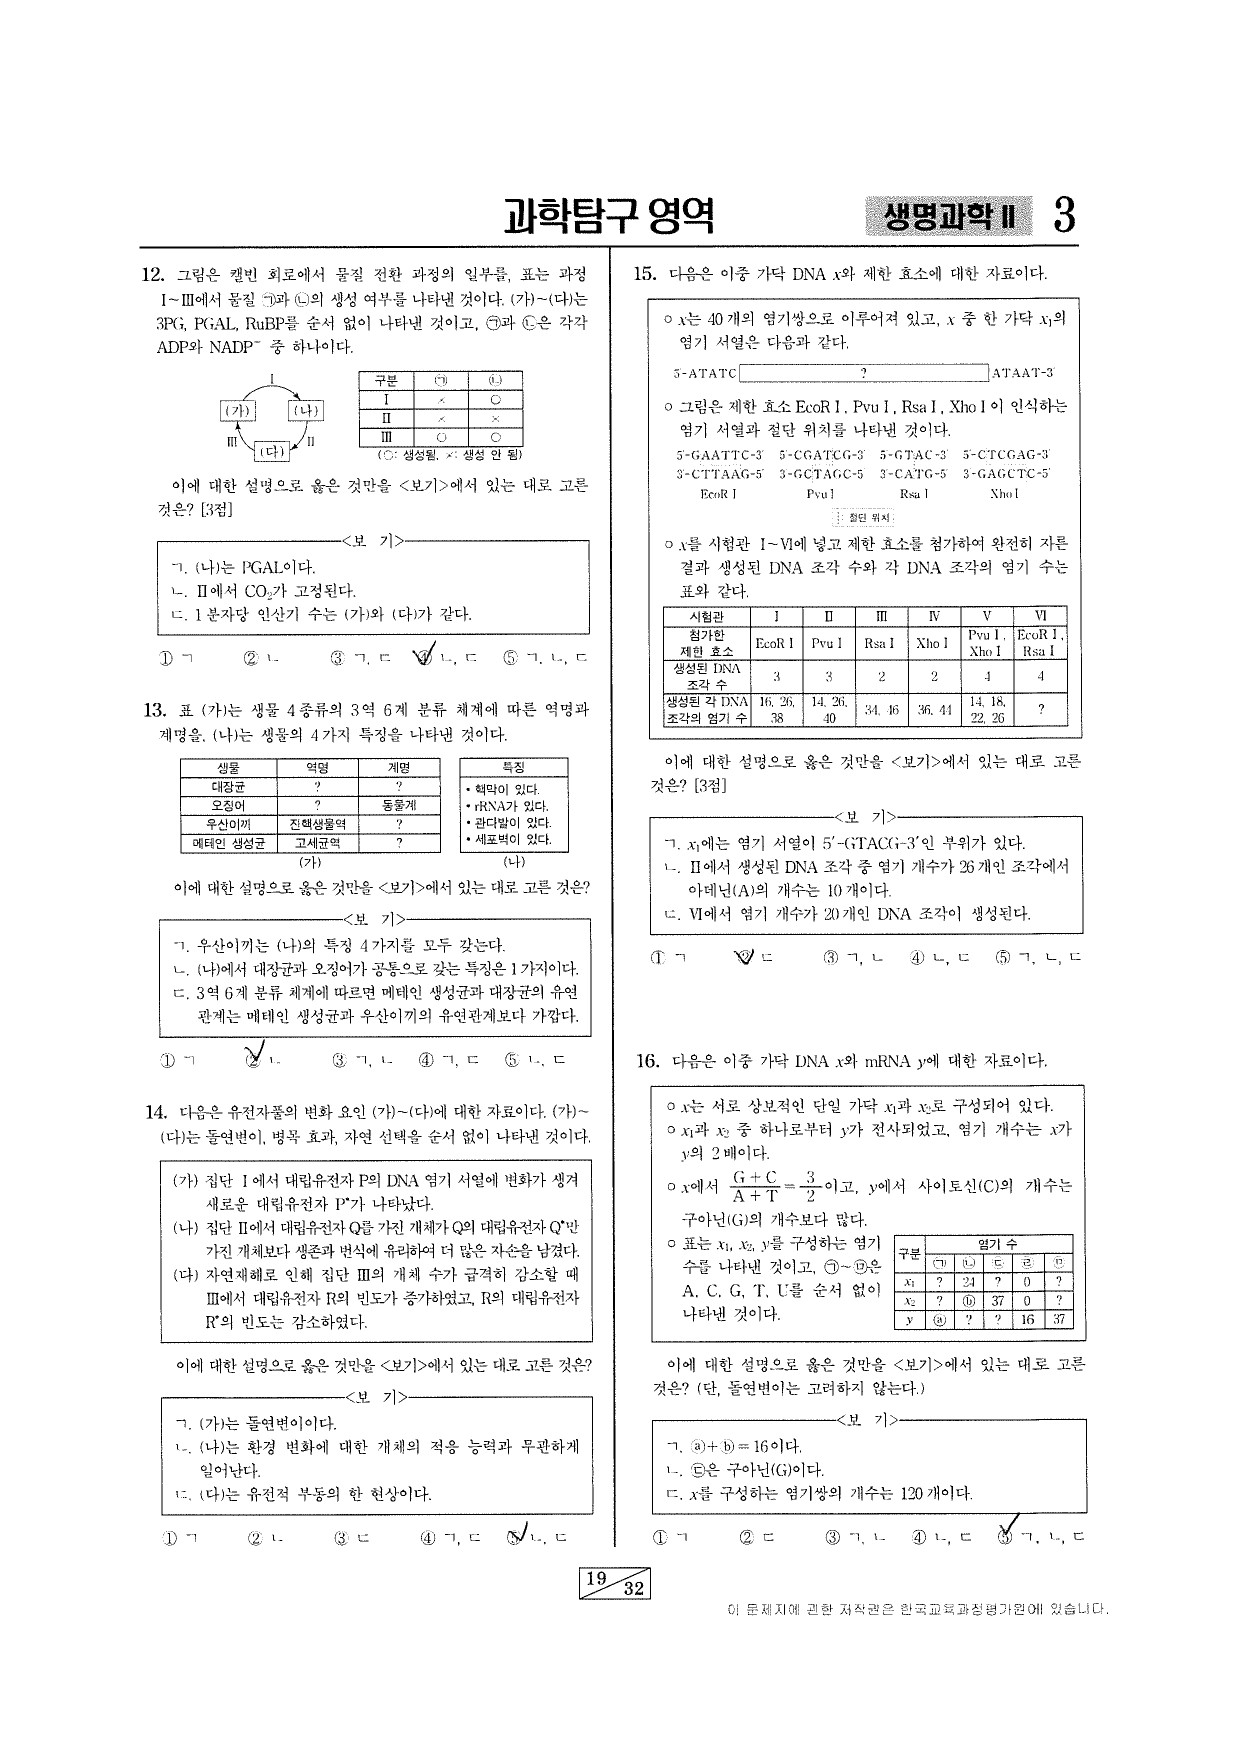 과학탐구 영역
생명과학 II
3
12. 그림은 캘빈 회로에서 물질 전환 과정의 일부를, 표는 과정
I~III에서 물질 ㉠과 ㉡의 생성 여부를 나타낸 것이다. (가)~(다)는
3PG, PGAL, RuBP를 순서 없이 나타낸 것이고, ㉠과 ㉡은 각각
ADP와 NADP⁻ 중 하나이다.
I
(가) (나)
III II
(다)
구분 ㉠ ㉡
I × ○
II × ×
III ○ ○
(○: 생성됨, ×: 생성 안 됨)
이에 대한 설명으로 옳은 것만을 <보기>에서 있는 대로 고른
것은? [3점]
<보 기>
ㄱ. (나)는 PGAL이다.
ㄴ. II에서 CO₂가 고정된다.
ㄷ. 1분자당 인산기 수는 (가)와 (다)가 같다.
① ㄱ ② ㄴ ③ ㄱ, ㄷ ④ ㄴ, ㄷ ⑤ ㄱ, ㄴ, ㄷ
13. 표 (가)는 생물 4종류의 3역 6계 분류 체계에 따른 역명과
계명을, (나)는 생물의 4가지 특징을 나타낸 것이다.
생물 역명 계명
대장균 ? ?
오징어 ? 동물계
우산이끼 진핵생물역 ?
메테인 생성균 고세균역 ?
(가)
특징
• 핵막이 있다.
• rRNA가 있다.
• 관다발이 있다.
• 세포벽이 있다.
(나)
이에 대한 설명으로 옳은 것만을 <보기>에서 있는 대로 고른 것은?
<보 기>
ㄱ. 우산이끼는 (나)의 특징 4가지를 모두 갖는다.
ㄴ. (나)에서 대장균과 오징어가 공통으로 갖는 특징은 1가지이다.
ㄷ. 3역 6계 분류 체계에 따르면 메테인 생성균과 대장균의 유연
관계는 메테인 생성균과 우산이끼의 유연관계보다 가깝다.
① ㄱ ② ㄴ ③ ㄱ, ㄴ ④ ㄱ, ㄷ ⑤ ㄴ, ㄷ
14. 다음은 유전자풀의 변화 요인 (가)~(다)에 대한 자료이다. (가)~
(다)는 돌연변이, 병목 효과, 자연 선택을 순서 없이 나타낸 것이다.
(가) 집단 I에서 대립유전자 P의 DNA 염기 서열에 변화가 생겨
새로운 대립유전자 P*가 나타났다.
(나) 집단 II에서 대립유전자 Q를 가진 개체가 Q의 대립유전자 Q*만
가진 개체보다 생존과 번식에 유리하여 더 많은 자손을 남겼다.
(다) 자연재해로 인해 집단 III의 개체 수가 급격히 감소할 때
III에서 대립유전자 R의 빈도가 증가하였고, R의 대립유전자
R*의 빈도는 감소하였다.
이에 대한 설명으로 옳은 것만을 <보기>에서 있는 대로 고른 것은?
<보 기>
ㄱ. (가)는 돌연변이이다.
ㄴ. (나)는 환경 변화에 대한 개체의 적응 능력과 무관하게
일어난다.
ㄷ. (다)는 유전적 부동의 한 현상이다.
① ㄱ ② ㄴ ③ ㄷ ④ ㄱ, ㄷ ⑤ ㄴ, ㄷ
15. 다음은 이중 가닥 DNA x와 제한 효소에 대한 자료이다.
○ x는 40개의 염기쌍으로 이루어져 있고, x 중 한 가닥 x₁의
염기 서열은 다음과 같다.
5′-ATATC ? ATAAT-3′
○ 그림은 제한 효소 EcoR I, Pvu I, Rsa I, Xho I이 인식하는
염기 서열과 절단 위치를 나타낸 것이다.
5′-GAATTC-3′ 5′-CGATCG-3′ 5′-GTAC-3′ 5′-CTCGAG-3′
3′-CTTAAG-5′ 3′-GCTAGC-5′ 3′-CATG-5′ 3′-GAGCTC-5′
EcoR I Pvu I Rsa I Xho I
절단 위치
○ x를 시험관 I~VI에 넣고 제한 효소를 첨가하여 완전히 자른
결과 생성된 DNA 조각 수와 각 DNA 조각의 염기 수는
표와 같다.
시험관 I II III IV V VI
첨가한 제한 효소 EcoR I Pvu I Rsa I Xho I Pvu I, Xho I EcoR I, Rsa I
생성된 DNA 조각 수 3 3 2 2 4 4
생성된 각 DNA 조각의 염기 수 16, 26, 38 14, 26, 40 34, 46 36, 44 14, 18, 22, 26 ?
이에 대한 설명으로 옳은 것만을 <보기>에서 있는 대로 고른
것은? [3점]
<보 기>
ㄱ. x₁에는 염기 서열이 5′-GTACG-3′인 부위가 있다.
ㄴ. II에서 생성된 DNA 조각 중 염기 개수가 26개인 조각에서
아데닌(A)의 개수는 10개이다.
ㄷ. VI에서 염기 개수가 20개인 DNA 조각이 생성된다.
① ㄱ ② ㄷ ③ ㄱ, ㄴ ④ ㄴ, ㄷ ⑤ ㄱ, ㄴ, ㄷ
16. 다음은 이중 가닥 DNA x와 mRNA y에 대한 자료이다.
○ x는 서로 상보적인 단일 가닥 x₁과 x₂로 구성되어 있다.
○ x₁과 x₂ 중 하나로부터 y가 전사되었고, 염기 개수는 x가
y의 2배이다.
○ x에서 (G+C)/(A+T) = 3/2 이고, y에서 사이토신(C)의 개수는
구아닌(G)의 개수보다 많다.
○ 표는 x₁, x₂, y를 구성하는 염기
수를 나타낸 것이고, ㉠~㉤은
A, C, G, T, U를 순서 없이
나타낸 것이다.
구분 염기 수
㉠ ㉡ ㉢ ㉣ ㉤
x₁ ? 24 ? 0 ?
x₂ ? ⓑ 37 0 ?
y ⓐ ? ? 16 37
이에 대한 설명으로 옳은 것만을 <보기>에서 있는 대로 고른
것은? (단, 돌연변이는 고려하지 않는다.)
<보 기>
ㄱ. ⓐ+ⓑ=16이다.
ㄴ. ㉢은 구아닌(G)이다.
ㄷ. x를 구성하는 염기쌍의 개수는 120개이다.
① ㄱ ② ㄷ ③ ㄱ, ㄴ ④ ㄴ, ㄷ ⑤ ㄱ, ㄴ, ㄷ
19 32
이 문제지에 관한 저작권은 한국교육과정평가원에 있습니다.